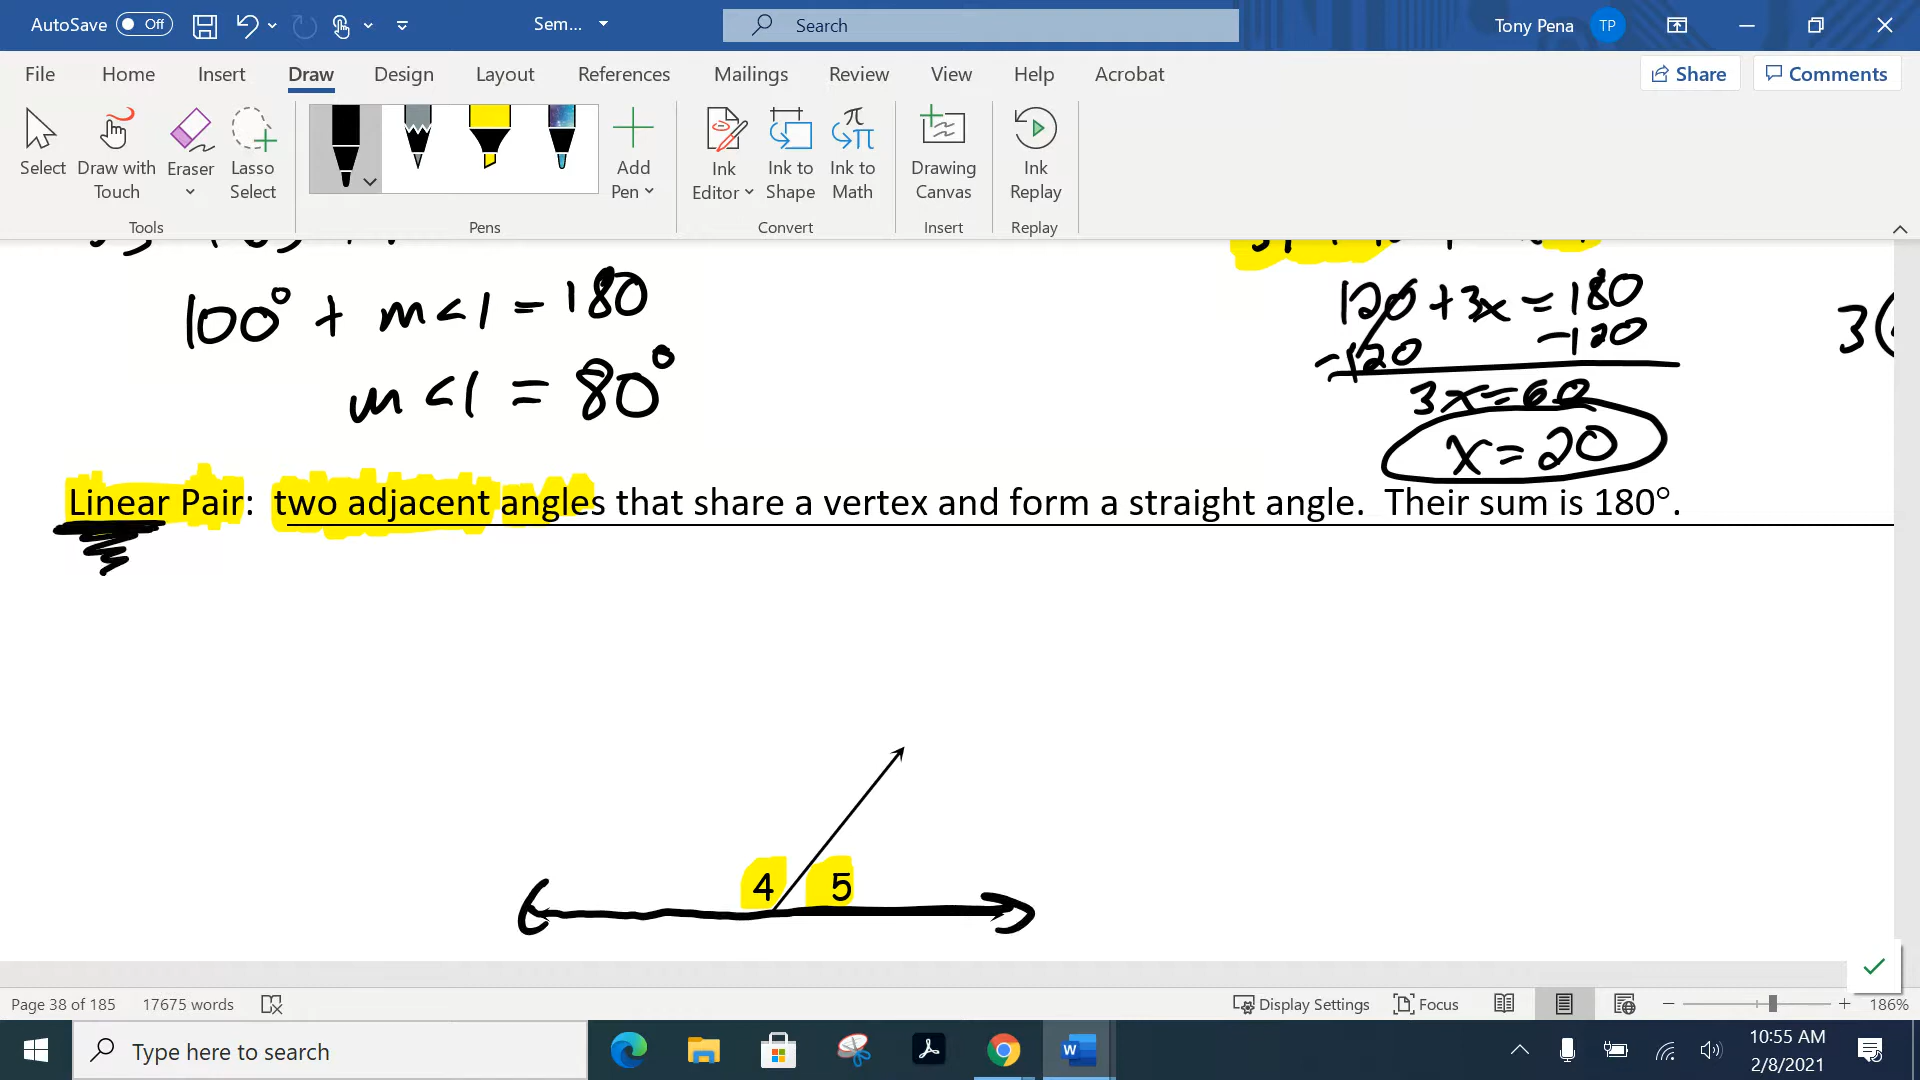 AutoSave Off Sem... Search Tony Pena TP
File Home Insert Draw Design Layout References Mailings Review View Help Acrobat Share Comments
Select Draw with Touch Eraser Lasso Select Add Pen Ink Editor Ink to Shape Ink to Math Drawing Canvas Ink Replay
Tools Pens Convert Insert Replay
100° + m<1 = 180
m<1 = 80°
120 + 3x = 180
-120 -120
3x = 60
x = 20
3(
Linear Pair: two adjacent angles that share a vertex and form a straight angle. Their sum is 180°.
4 5
Page 38 of 185 17675 words Display Settings Focus 186%
Type here to search W 10:55 AM
2/8/2021